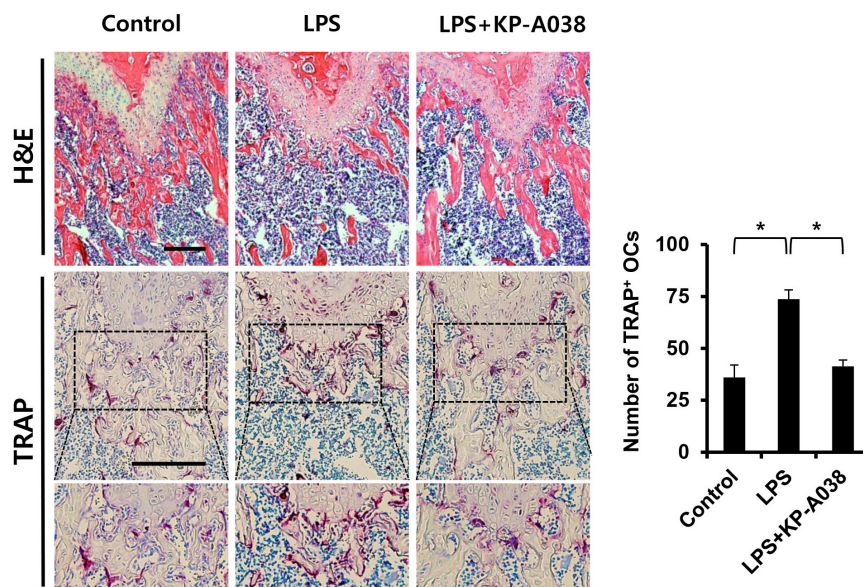 Control
LPS
LPS+KP-A038
H&E
TRAP
Number of TRAP⁺ OCs
100
75
50
25
0
*
*
Control
LPS
LPS+KP-A038